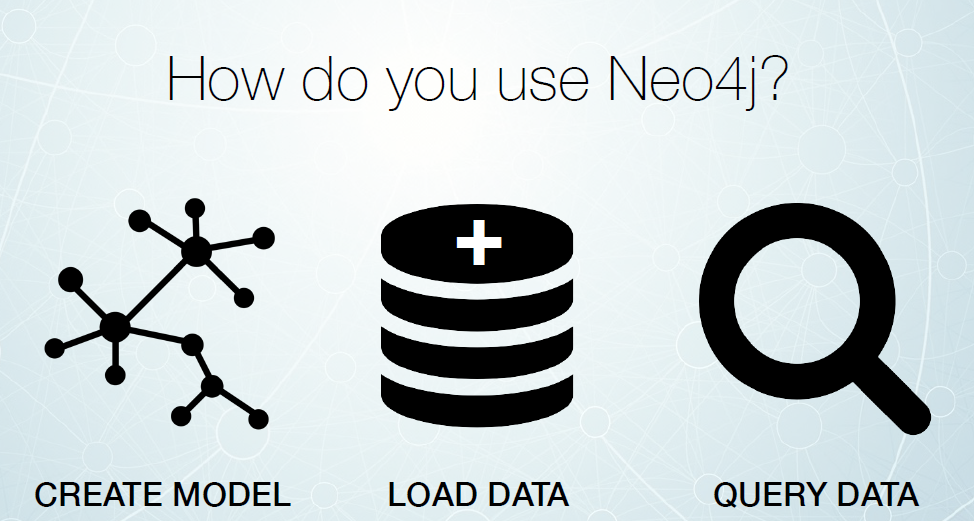 How do you use Neo4j?
CREATE MODEL
LOAD DATA
QUERY DATA